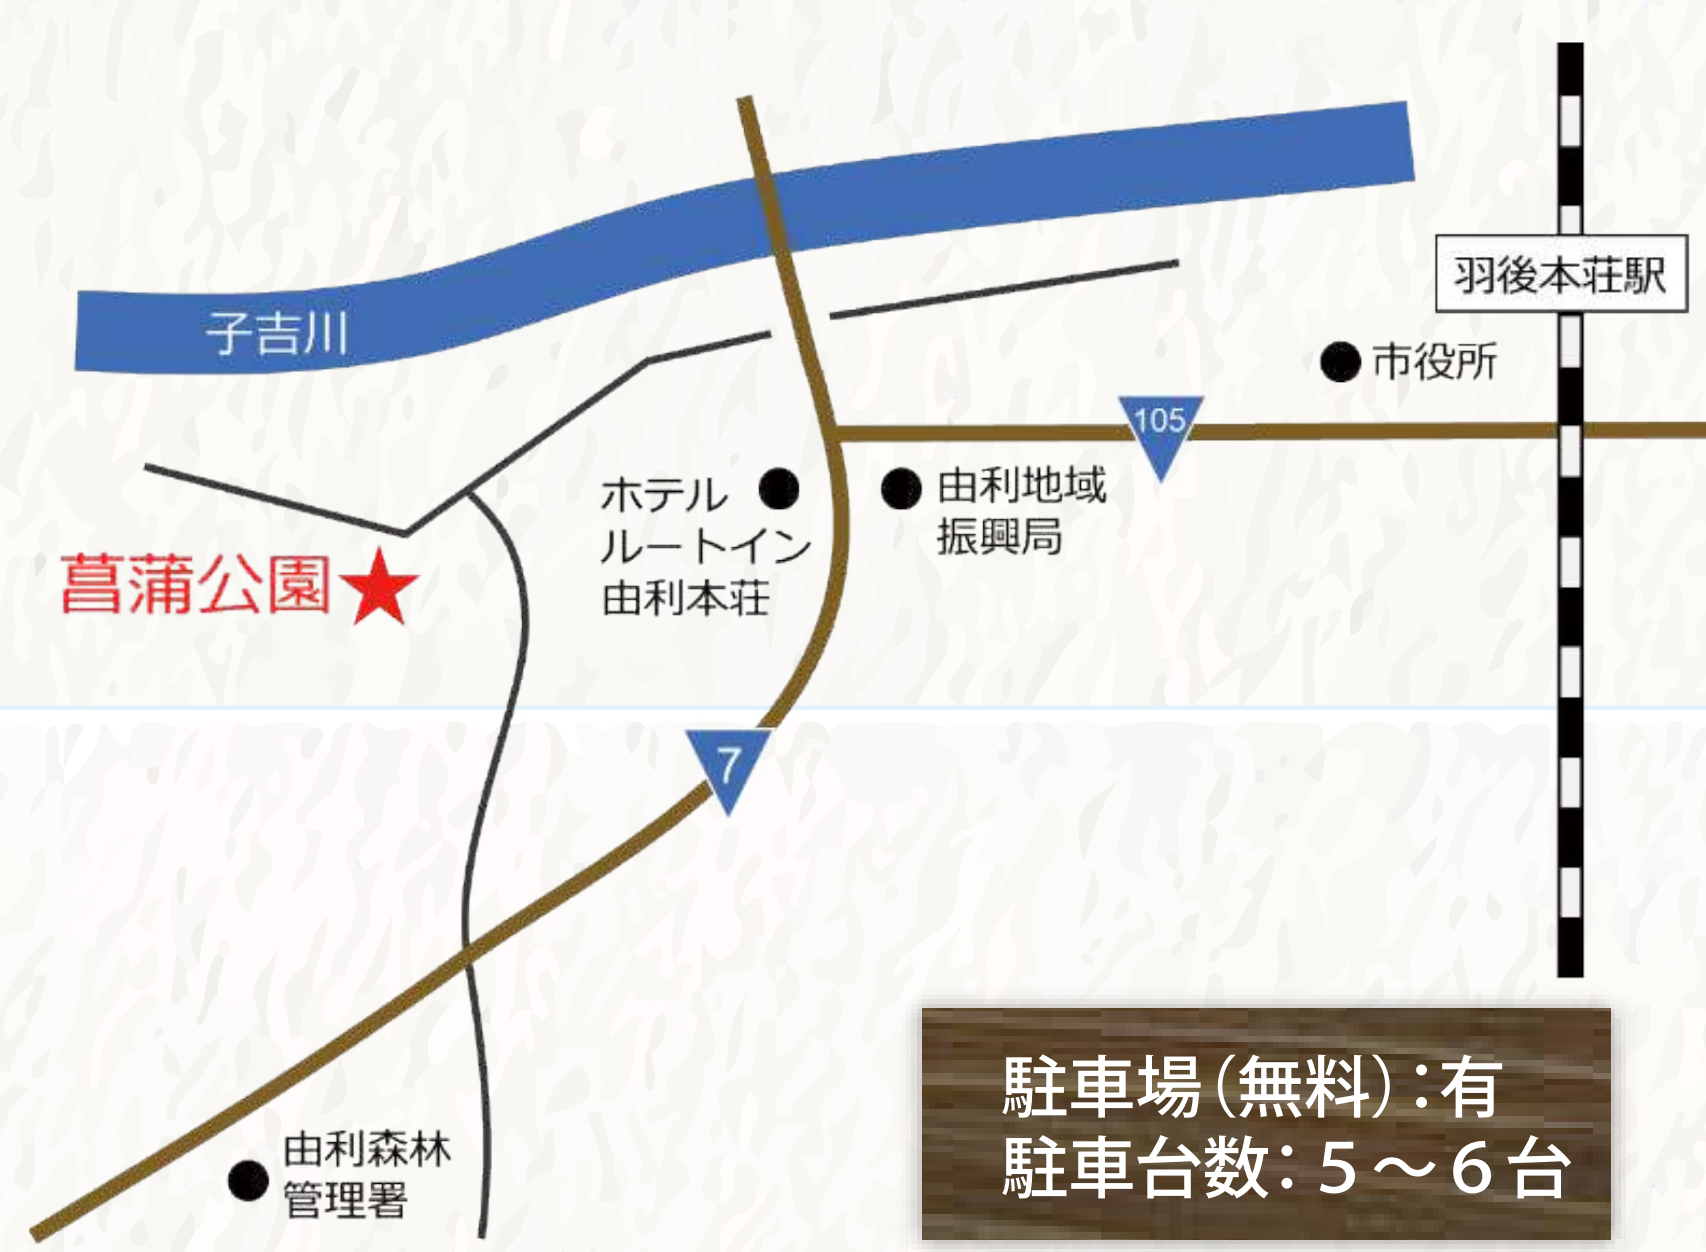 子吉川
羽後本荘駅
市役所
105
ホテル
ルートイン
由利本荘
由利地域
振興局
菖蒲公園
7
由利森林
管理署
駐車場(無料):有
駐車台数:5~6台